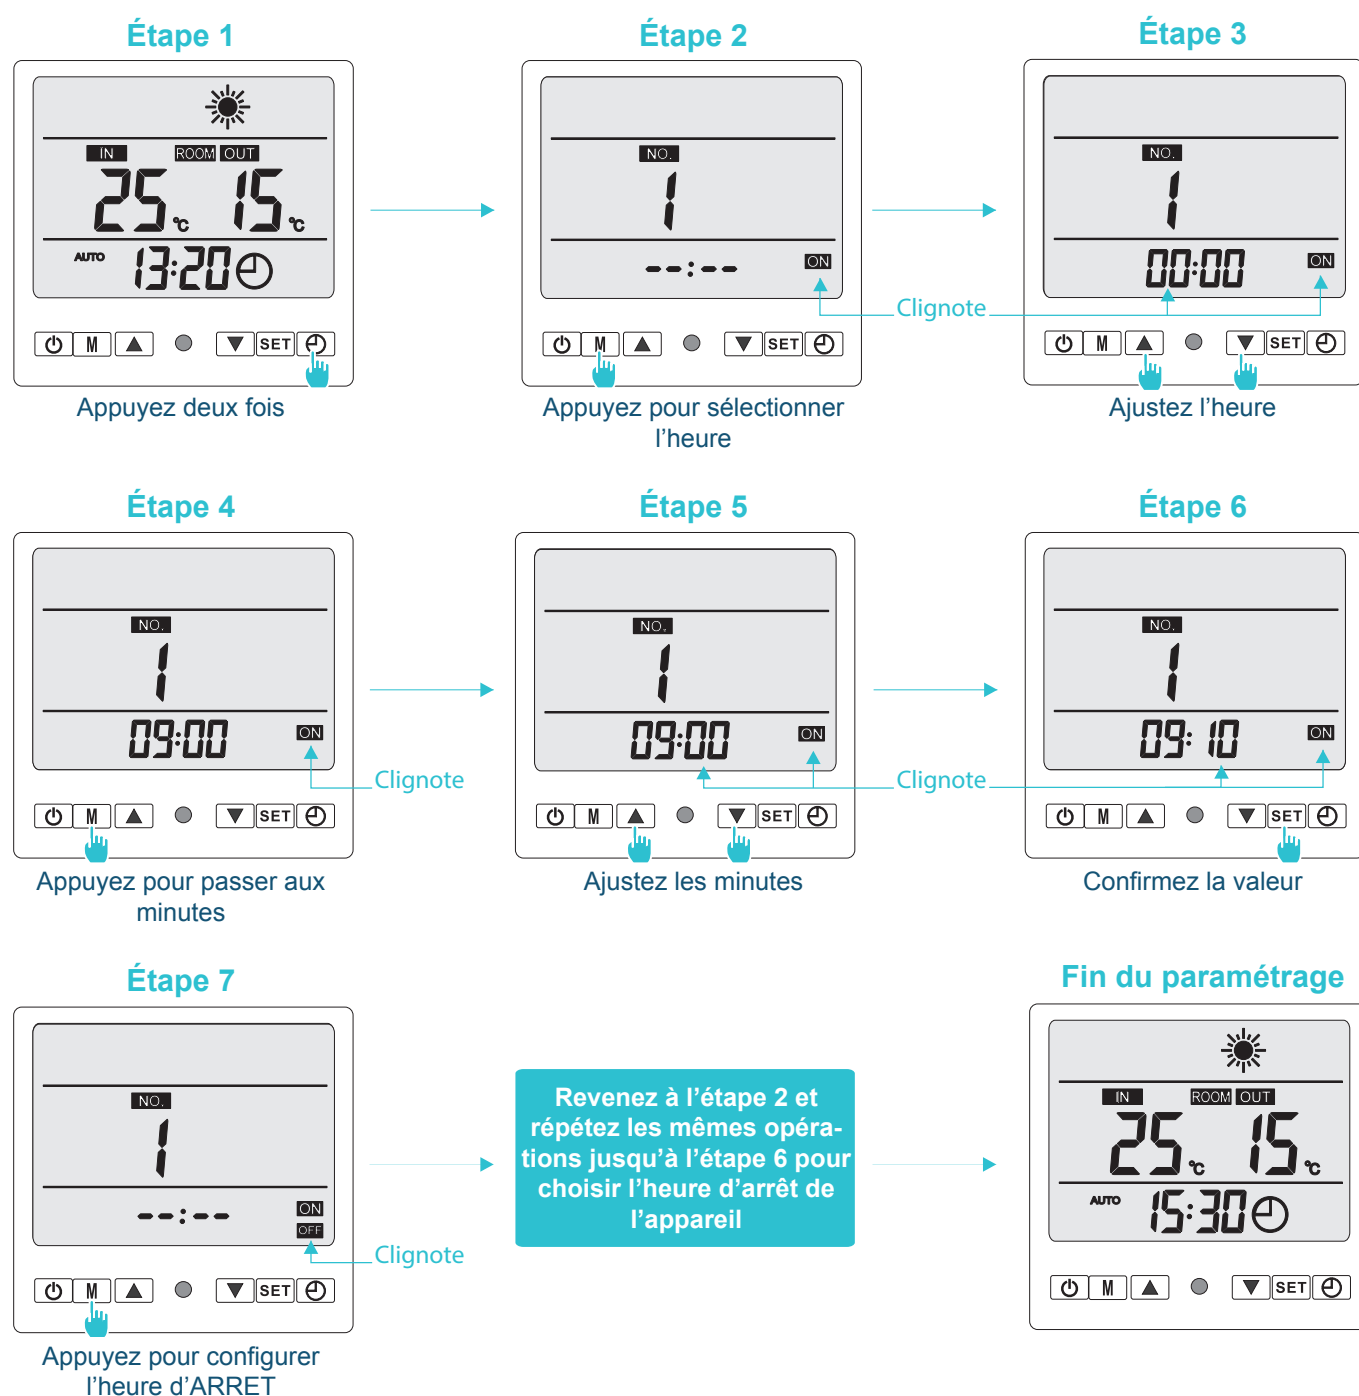 Étape 1
IN ROOM OUT
25 °C 15 °C
AUTO 13:20
M SET
Appuyez deux fois
Étape 2
NO.
1
--:-- ON
M SET
Appuyez pour sélectionner
l’heure
Étape 3
NO.
1
00:00 ON
Clignote
M SET
Ajustez l’heure
Étape 4
NO.
1
09:00 ON
Clignote
M SET
Appuyez pour passer aux
minutes
Étape 5
NO.
1
09:00 ON
M SET
Ajustez les minutes
Étape 6
NO.
1
09:10 ON
Clignote
M SET
Confirmez la valeur
Étape 7
NO.
1
--:-- ON
OFF
Clignote
M SET
Appuyez pour configurer
l’heure d’ARRET
Revenez à l’étape 2 et
répétez les mêmes opéra-
tions jusqu’à l’étape 6 pour
choisir l’heure d’arrêt de
l’appareil
Fin du paramétrage
IN ROOM OUT
25 °C 15 °C
AUTO 15:30
M SET